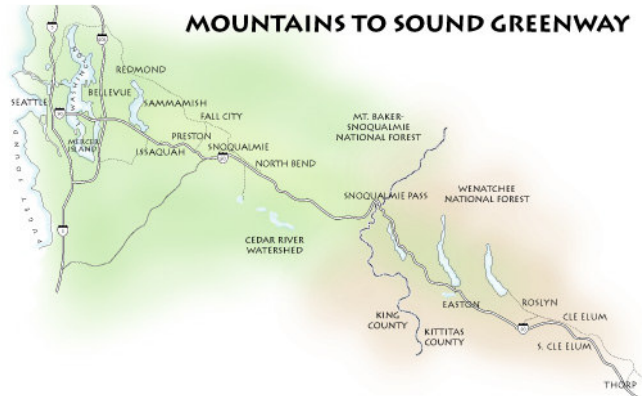 MOUNTAINS TO SOUND GREENWAY
REDMOND
BELLEVUE
WASHINGTON
SEATTLE
SAMMAMISH
FALL CITY
MERCER
ISLAND
PRESTON
ISSAQUAH
SNOQUALMIE
NORTH BEND
PUGET SOUND
MT. BAKER-
SNOQUALMIE
NATIONAL FOREST
SNOQUALMIE PASS
WENATCHEE
NATIONAL FOREST
CEDAR RIVER
WATERSHED
KING
COUNTY
KITTITAS
COUNTY
EASTON
ROSLYN
CLE ELUM
S. CLE ELUM
THORP